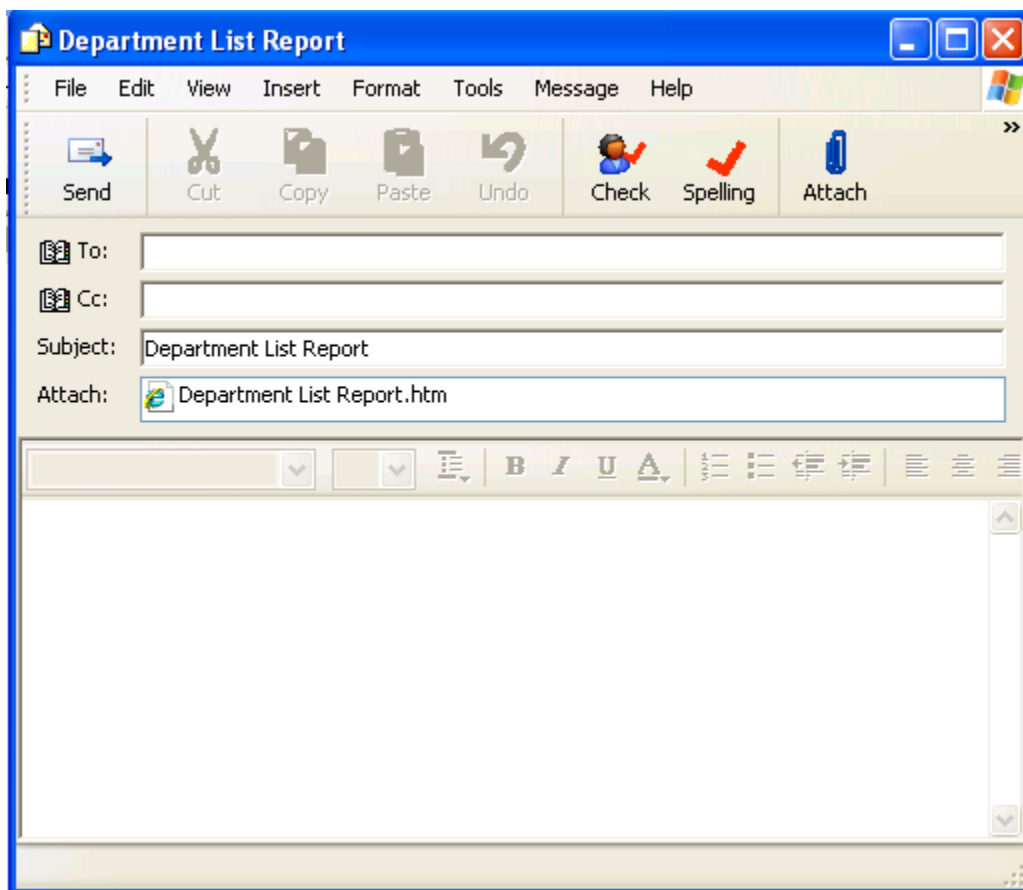 Department List Report
File Edit View Insert Format Tools Message Help
Send Cut Copy Paste Undo Check Spelling Attach »
To:
Cc:
Subject: Department List Report
Attach: Department List Report.htm
B I U A